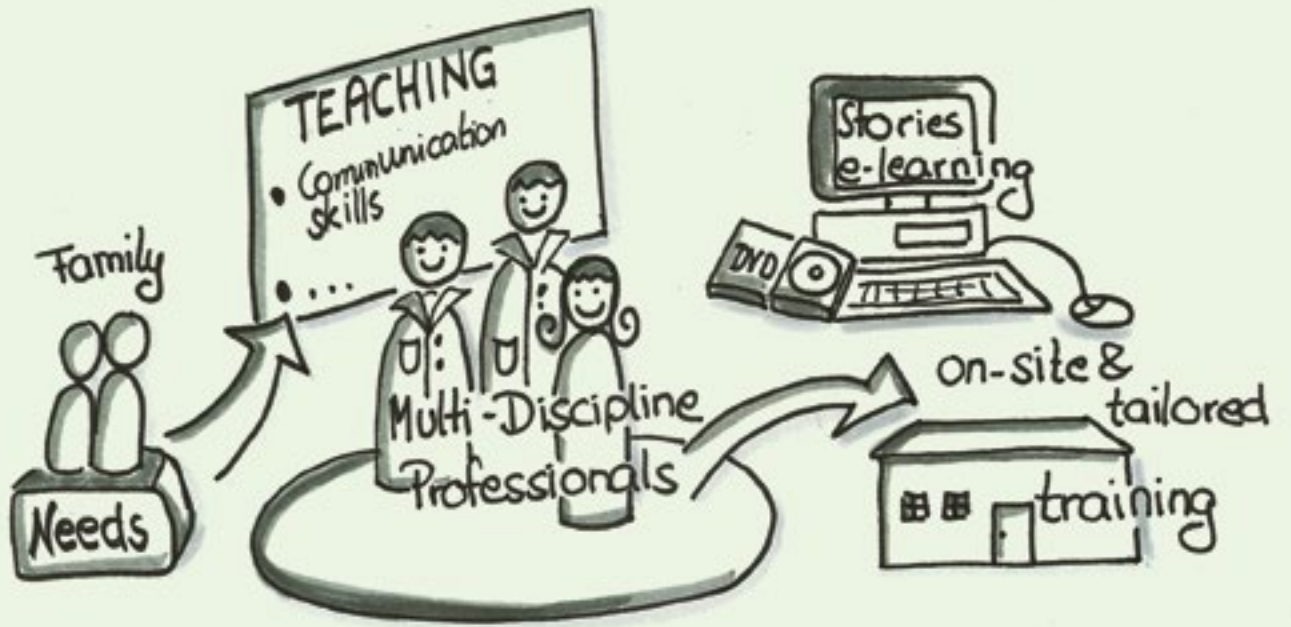 Family
Needs
TEACHING
• Communication
skills
• ...
Multi-Discipline
Professionals
Stories
e-learning
DVD
on-site &
tailored
training